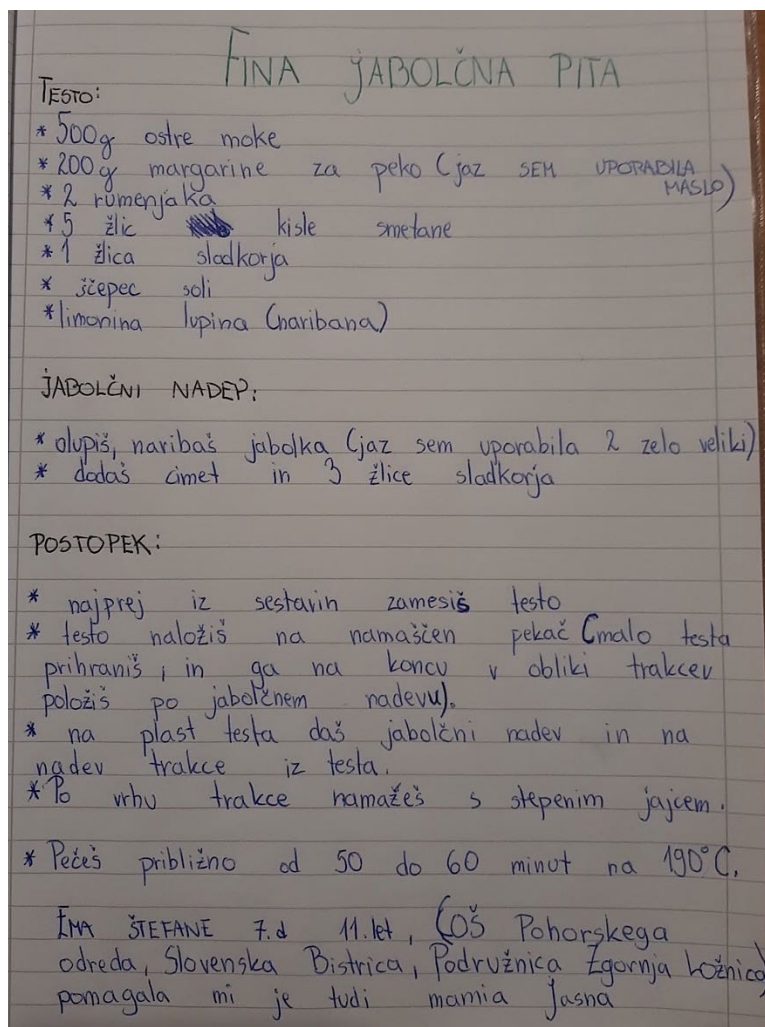 FINA JABOLČNA PITA
TESTO:
* 500g ostre moke
* 200g margarine za peko (jaz SEM UPORABILA
MASLO)
* 2 rumenjaka
* 5 žlic kisle smetane
* 1 žlica sladkorja
* ščepec soli
* limonina lupina (naribana)
JABOLČNI NADEP:
* olupiš, naribaš jabolka (jaz sem uporabila 2 zelo veliki)
* dodaš cimet in 3 žlice sladkorja
POSTOPEK:
* najprej iz sestavin zamesiš testo
* testo naložiš na namaščen pekač (malo testa
prihraniš, in ga na koncu v obliki trakcev
položiš po jabolčnem nadevu).
* na plast testa daš jabolčni nadev in na
nadev trakce iz testa.
* Po vrhu trakce namažeš s stepenim jajcem.
* Pečeš približno od 50 do 60 minut na 190°C.
EMA ŠTEFANE 7.d 11.let, (OŠ Pohorskega
odreda, Slovenska Bistrica, Podružnica Zgornja Ložnica)
pomagala mi je tudi mamia Jasna